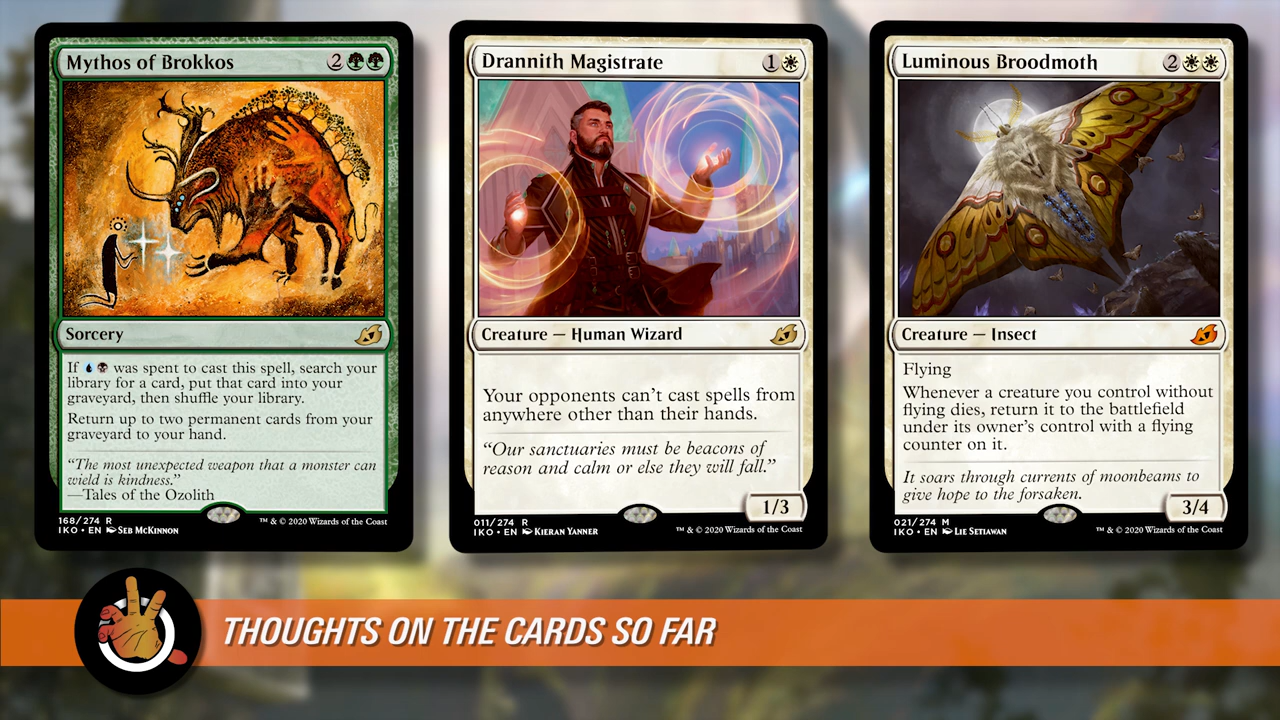 Mythos of Brokkos 2
Sorcery
If was spent to cast this spell, search your
library for a card, put that card into your
graveyard, then shuffle your library.
Return up to two permanent cards from your
graveyard to your hand.
“The most unexpected weapon that a monster can
wield is kindness.”
—Tales of the Ozolith
168/274 R
IKO • EN Seb McKinnon
™ & © 2020 Wizards of the Coast
Drannith Magistrate 1
Creature — Human Wizard
Your opponents can’t cast spells from
anywhere other than their hands.
“Our sanctuaries must be beacons of
reason and calm or else they will fall.”
1/3
011/274 R
IKO • EN Kieran Yanner
™ & © 2020 Wizards of the Coast
Luminous Broodmoth 2
Creature — Insect
Flying
Whenever a creature you control without
flying dies, return it to the battlefield
under its owner’s control with a flying
counter on it.
It soars through currents of moonbeams to
give hope to the forsaken.
3/4
021/274 M
IKO • EN Lie Setiawan
™ & © 2020 Wizards of the Coast
THOUGHTS ON THE CARDS SO FAR